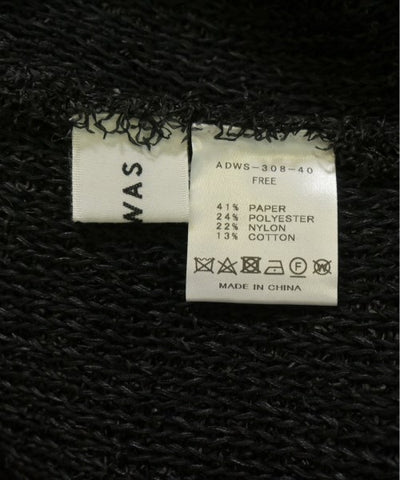 WAS
ADWS-308-40
FREE
41% PAPER
24% POLYESTER
22% NYLON
13% COTTON
F W
MADE IN CHINA